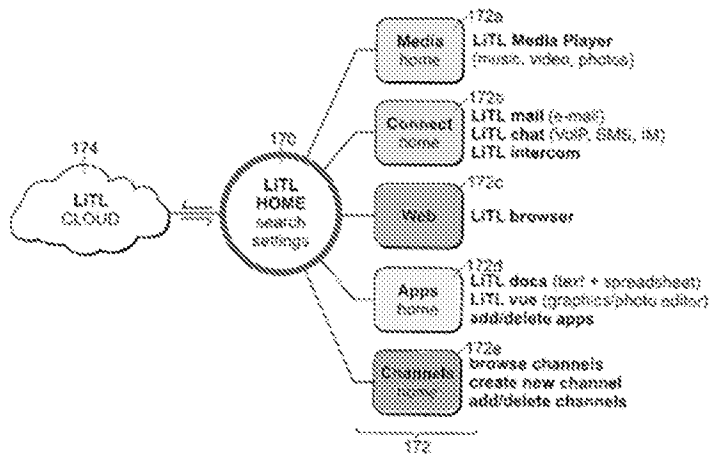 172a
Media
home
LiTL Media Player
(music, video, photos)
172b
Connect
home
LiTL mail (e-mail)
LiTL chat (VoIP, SMS, IM)
LiTL intercom
174
LiTL
CLOUD
170
LiTL
HOME
search
settings
172c
Web
LiTL browser
172d
Apps
home
LiTL docs (text + spreadsheet)
LiTL vue (graphics/photo editor)
add/delete apps
172e
Channels
home
browse channels
create new channel
add/delete channels
172